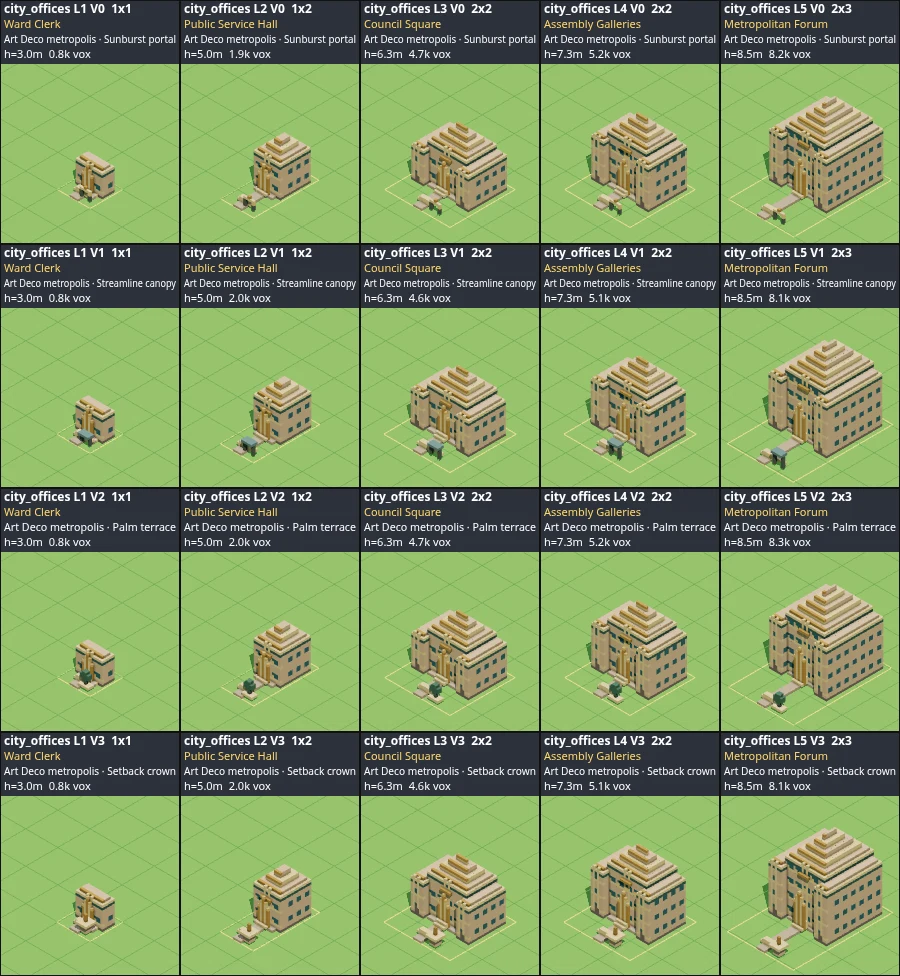 city_offices L1 V0 1x1
Ward Clerk
Art Deco metropolis · Sunburst portal
h=3.0m 0.8k vox
city_offices L2 V0 1x2
Public Service Hall
Art Deco metropolis · Sunburst portal
h=5.0m 1.9k vox
city_offices L3 V0 2x2
Council Square
Art Deco metropolis · Sunburst portal
h=6.3m 4.7k vox
city_offices L4 V0 2x2
Assembly Galleries
Art Deco metropolis · Sunburst portal
h=7.3m 5.2k vox
city_offices L5 V0 2x3
Metropolitan Forum
Art Deco metropolis · Sunburst portal
h=8.5m 8.2k vox
city_offices L1 V1 1x1
Ward Clerk
Art Deco metropolis · Streamline canopy
h=3.0m 0.8k vox
city_offices L2 V1 1x2
Public Service Hall
Art Deco metropolis · Streamline canopy
h=5.0m 2.0k vox
city_offices L3 V1 2x2
Council Square
Art Deco metropolis · Streamline canopy
h=6.3m 4.6k vox
city_offices L4 V1 2x2
Assembly Galleries
Art Deco metropolis · Streamline canopy
h=7.3m 5.1k vox
city_offices L5 V1 2x3
Metropolitan Forum
Art Deco metropolis · Streamline canopy
h=8.5m 8.1k vox
city_offices L1 V2 1x1
Ward Clerk
Art Deco metropolis · Palm terrace
h=3.0m 0.8k vox
city_offices L2 V2 1x2
Public Service Hall
Art Deco metropolis · Palm terrace
h=5.0m 2.0k vox
city_offices L3 V2 2x2
Council Square
Art Deco metropolis · Palm terrace
h=6.3m 4.7k vox
city_offices L4 V2 2x2
Assembly Galleries
Art Deco metropolis · Palm terrace
h=7.3m 5.2k vox
city_offices L5 V2 2x3
Metropolitan Forum
Art Deco metropolis · Palm terrace
h=8.5m 8.3k vox
city_offices L1 V3 1x1
Ward Clerk
Art Deco metropolis · Setback crown
h=3.0m 0.8k vox
city_offices L2 V3 1x2
Public Service Hall
Art Deco metropolis · Setback crown
h=5.0m 2.0k vox
city_offices L3 V3 2x2
Council Square
Art Deco metropolis · Setback crown
h=6.3m 4.6k vox
city_offices L4 V3 2x2
Assembly Galleries
Art Deco metropolis · Setback crown
h=7.3m 5.1k vox
city_offices L5 V3 2x3
Metropolitan Forum
Art Deco metropolis · Setback crown
h=8.5m 8.1k vox